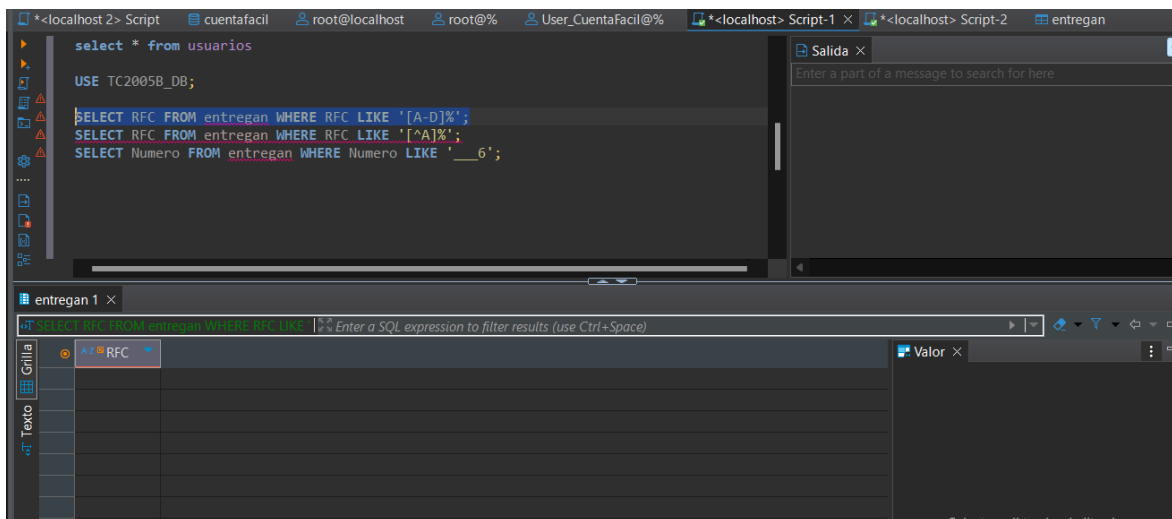 *<localhost 2> Script cuentafacil root@localhost root@% User_CuentaFacil@% *<localhost> Script-1 *<localhost> Script-2 entregan
select * from usuarios
USE TC2005B_DB;
SELECT RFC FROM entregan WHERE RFC LIKE '[A-D]%';
SELECT RFC FROM entregan WHERE RFC LIKE '[^A]%';
SELECT Numero FROM entregan WHERE Numero LIKE '___6';
Salida
Enter a part of a message to search for here
entregan 1
SELECT RFC FROM entregan WHERE RFC LIKE Enter a SQL expression to filter results (use Ctrl+Space)
Grilla
Texto
A-Z RFC
Valor